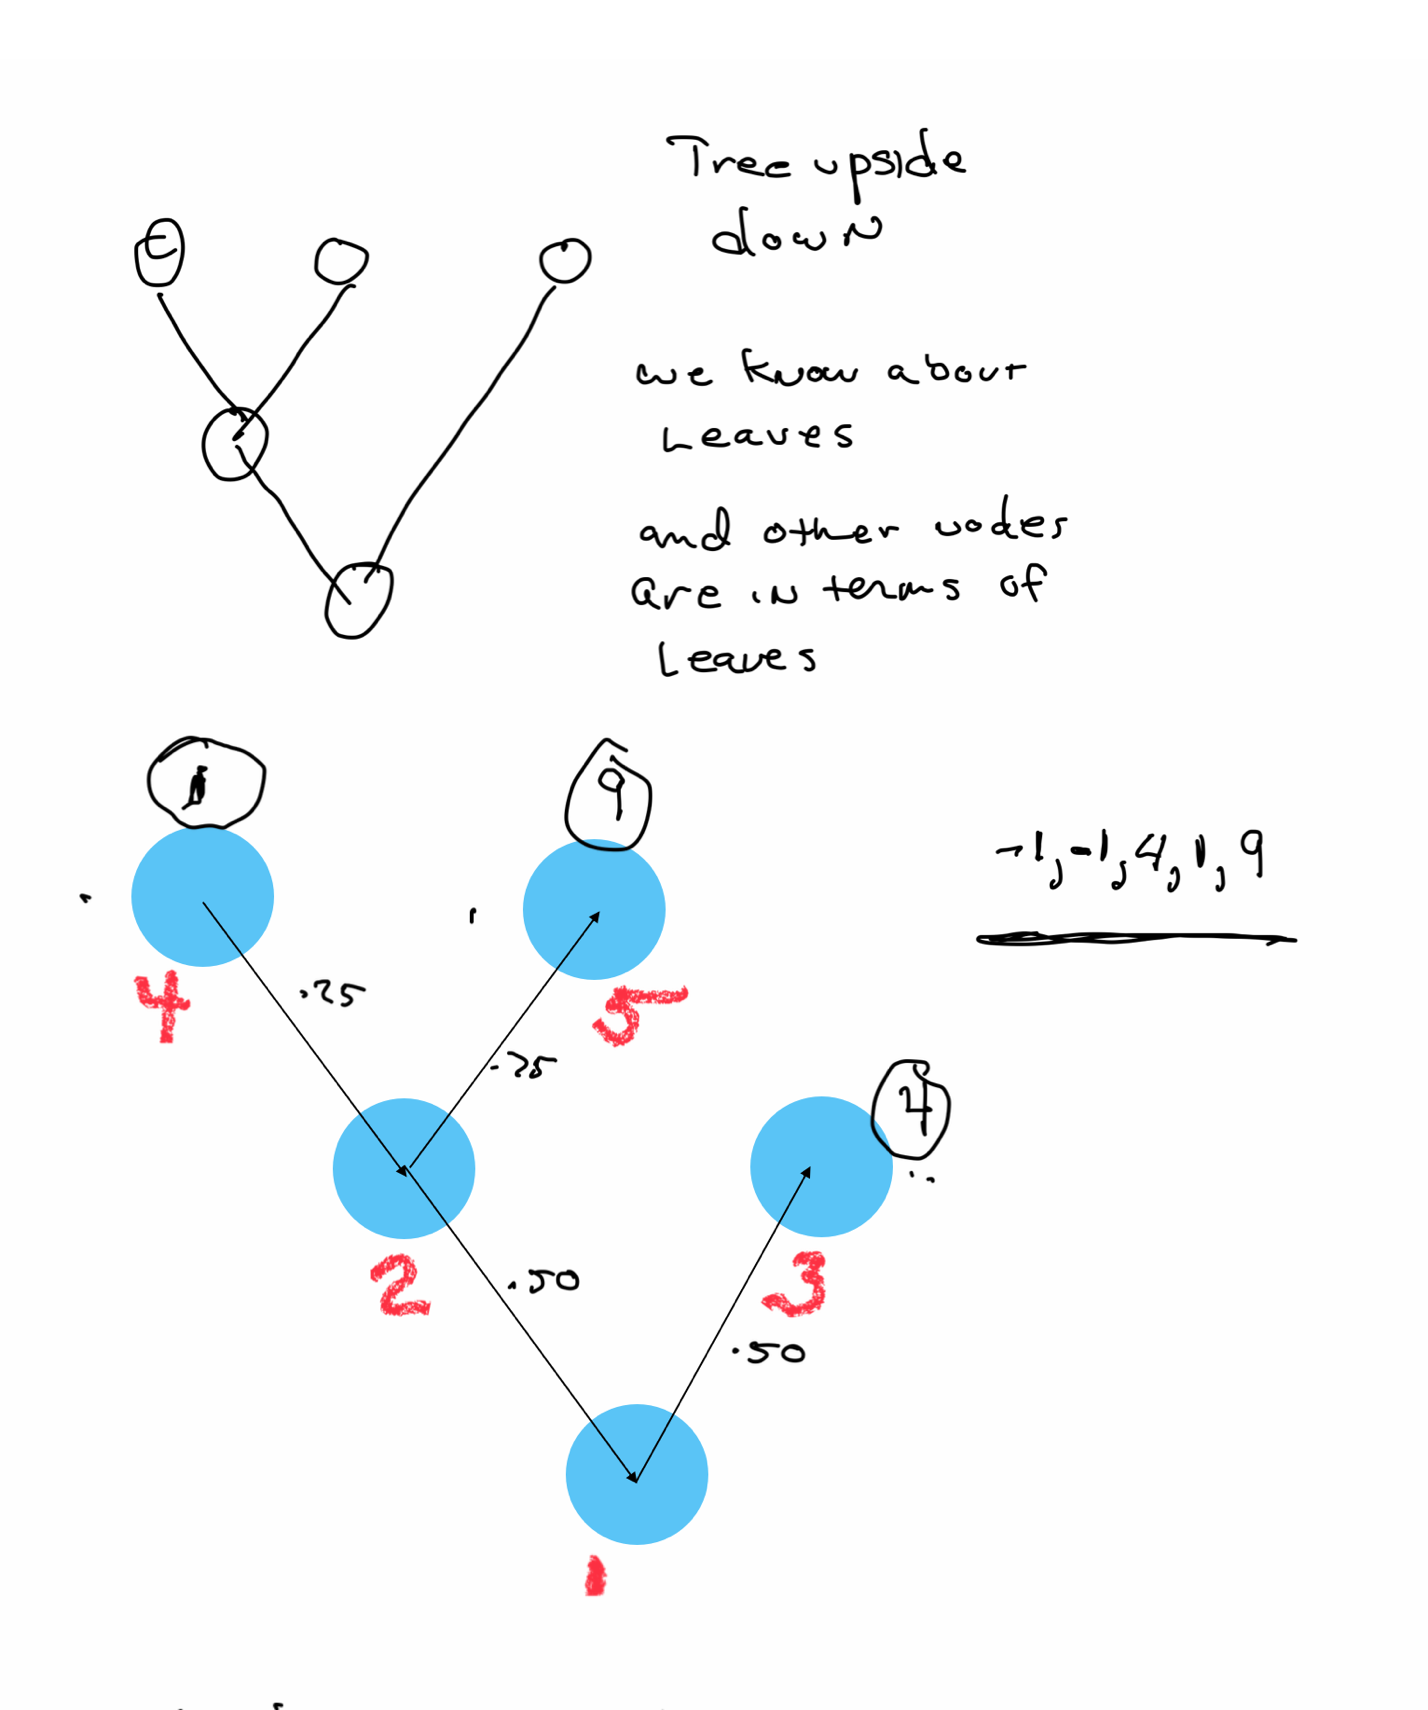 Tree upside
down
we know about
Leaves
and other nodes
are in terms of
Leaves
1
9
-1, -1, 4, 1, 9
4
.25
5
.75
4
2
.50
3
.50
1